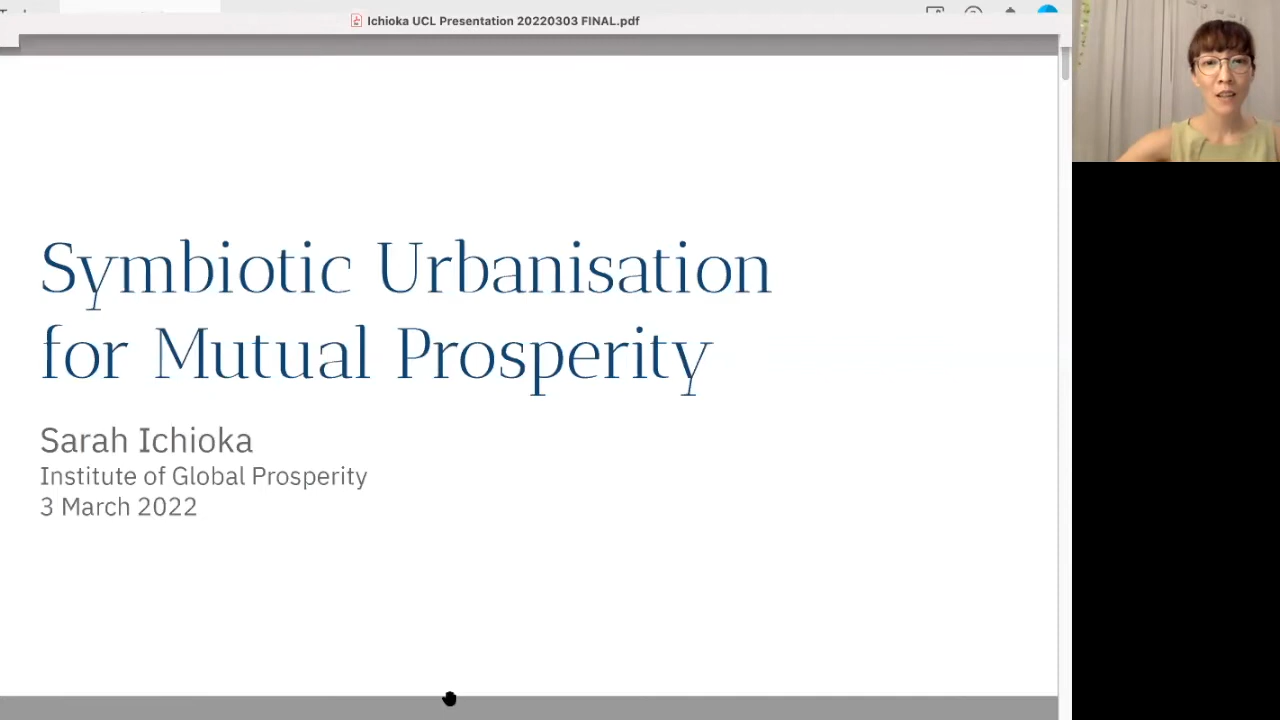 Ichioka UCL Presentation 20220303 FINAL.pdf
Symbiotic Urbanisation
for Mutual Prosperity
Sarah Ichioka
Institute of Global Prosperity
3 March 2022